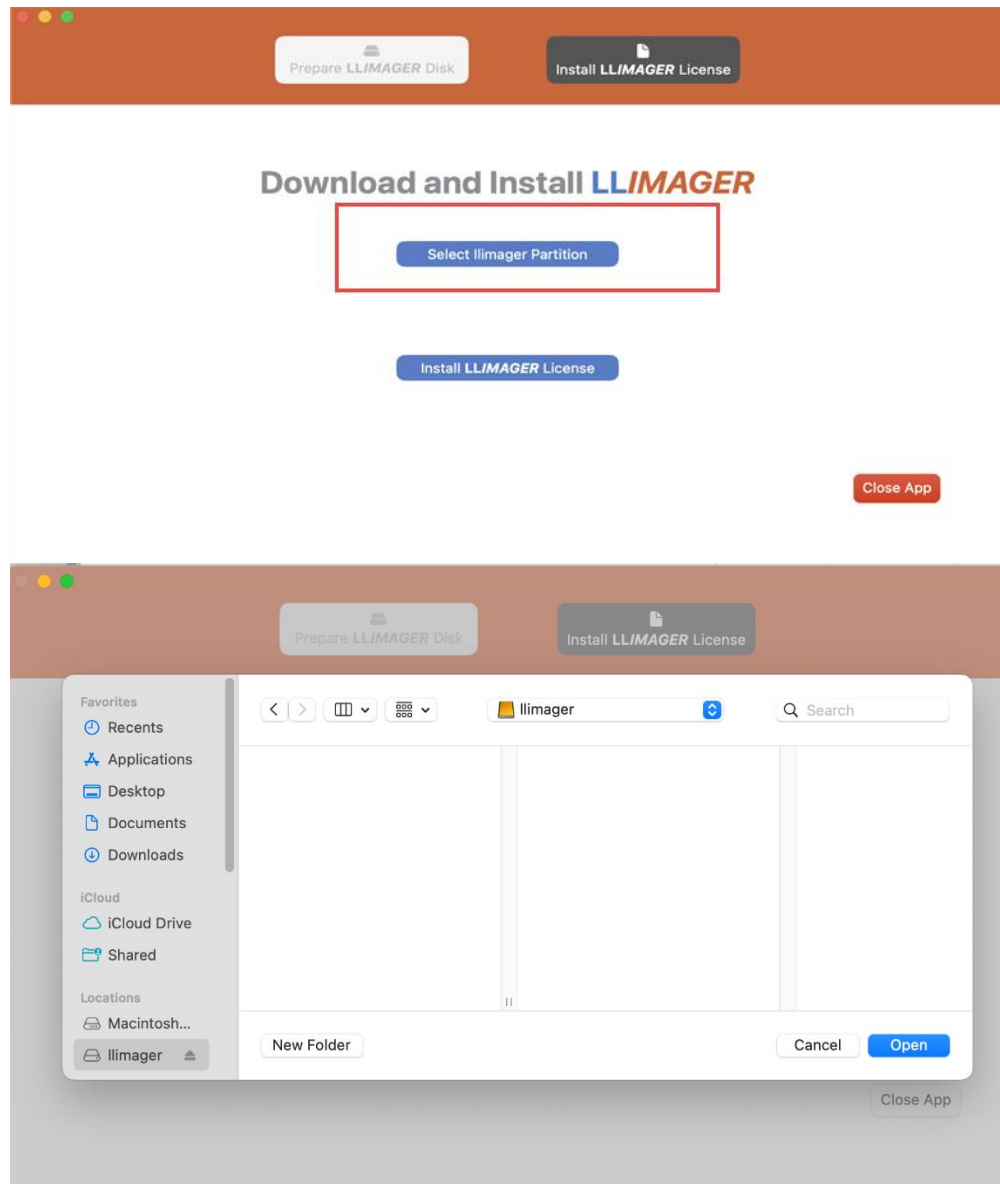 Prepare LLIMAGER Disk
Install LLIMAGER License
Download and Install LLIMAGER
Select llimager Partition
Install LLIMAGER License
Close App
Prepare LLIMAGER Disk
Install LLIMAGER License
Favorites
Recents
Applications
Desktop
Documents
Downloads
iCloud
iCloud Drive
Shared
Locations
Macintosh...
llimager
llimager
Search
New Folder
Cancel
Open
Close App